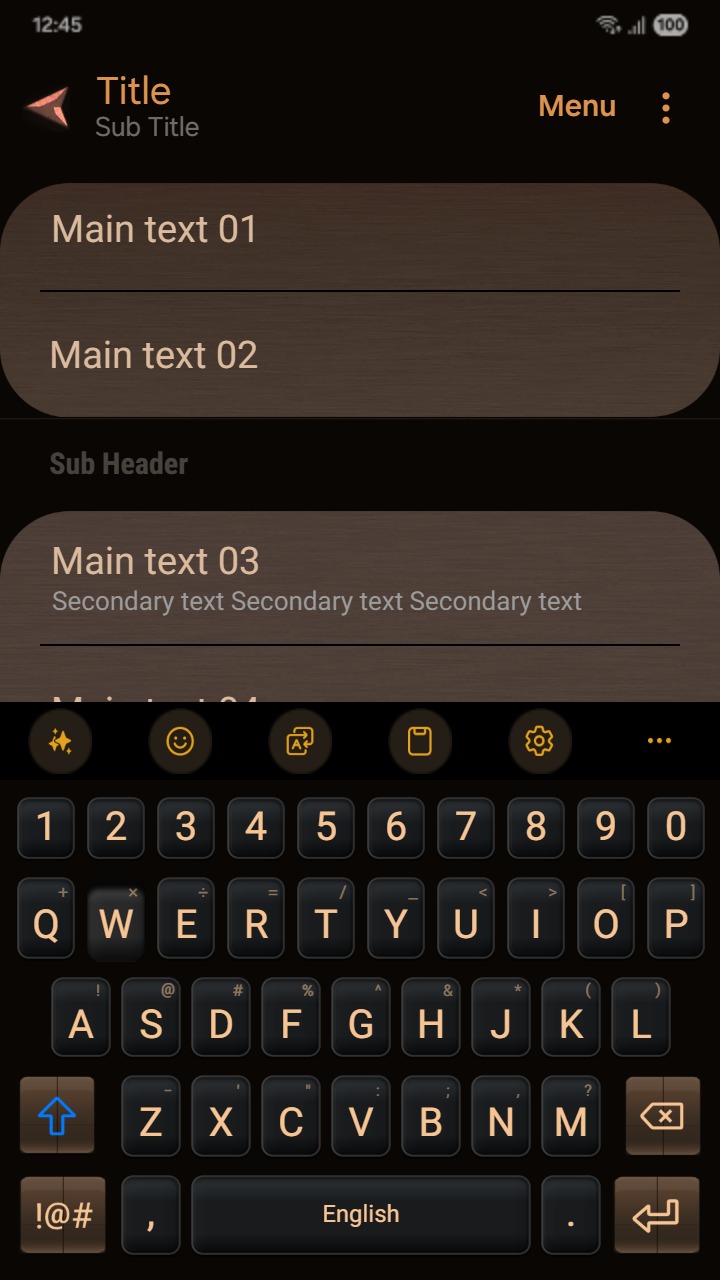 12:45 100
Title
Sub Title
Menu
Main text 01
Main text 02
Sub Header
Main text 03
Secondary text Secondary text Secondary text
1 2 3 4 5 6 7 8 9 0
+ × ÷ = / _ < > [ ]
Q W E R T Y U I O P
! @ # % ^ & * ( )
A S D F G H J K L
- ' " : ; , ?
Z X C V B N M
!@# , English .